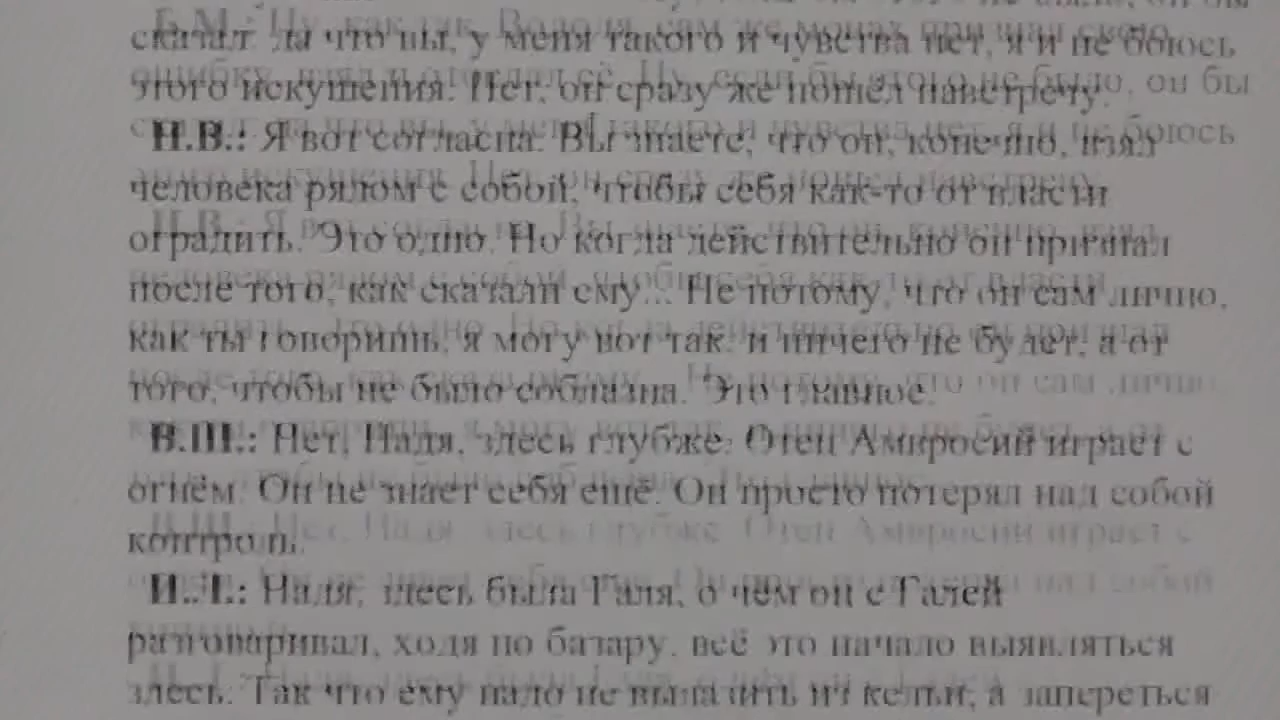 сказал: да что вы, у меня такого и чувства нет, я и не боюсь
этого искушения. Нет, он сразу же пошёл навстречу.
Н.В.: Я вот согласна. Вы знаете, что он, конечно, взял
человека рядом с собой, чтобы себя как-то от власти
оградить. Это одно. Но когда действительно он признал
после того, как сказали ему... Не потому, что он сам лично,
как ты говоришь, я могу вот так, и ничего не будет, а от
того, чтобы не было соблазна. Это главное.
В.Ш.: Нет, Надя, здесь глубже. Отец Амвросий играет с
огнём. Он не знает себя ещё. Он просто потерял над собой
контроль.
Надя, здесь была Галя, о чём он с Галей
разговаривал, ходя по базару, всё это начало выявляться
здесь. Так что ему надо не вылазить из кельи, а запереться